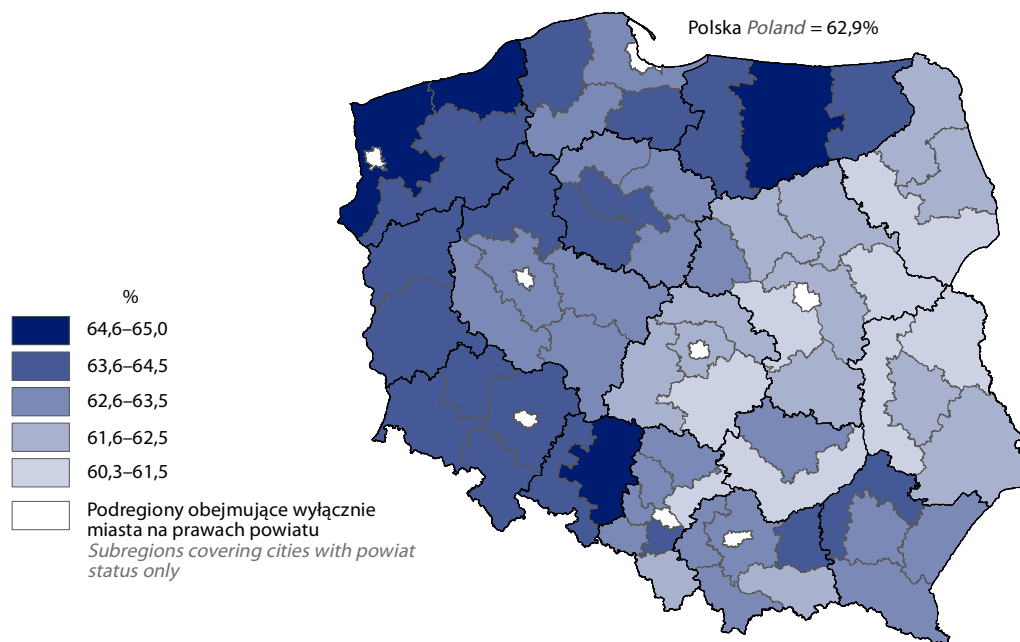 Polska Poland = 62,9%
%
64,6–65,0
63,6–64,5
62,6–63,5
61,6–62,5
60,3–61,5
Podregiony obejmujące wyłącznie
miasta na prawach powiatu
Subregions covering cities with powiat
status only